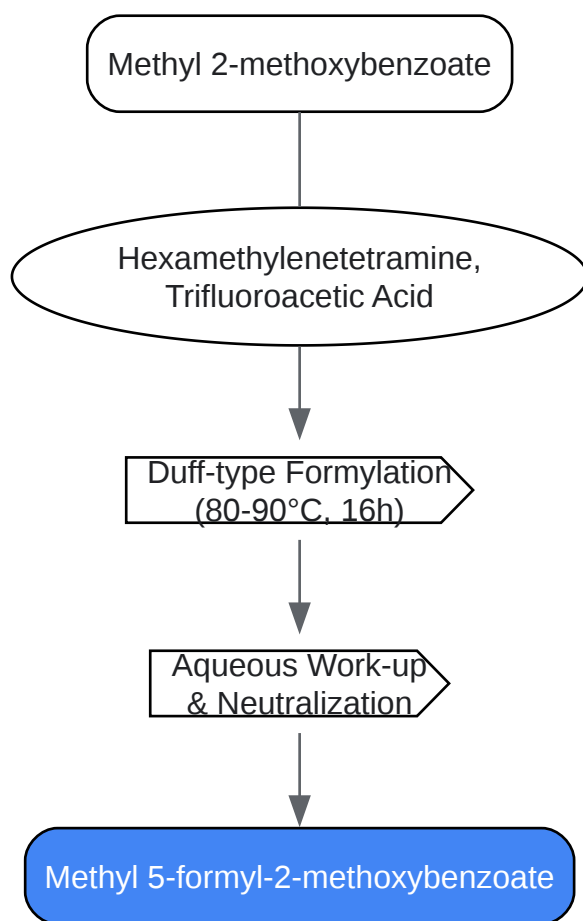 Methyl 2-methoxybenzoate
Hexamethylenetetramine,
Trifluoroacetic Acid
Duff-type Formylation
(80-90°C, 16h)
Aqueous Work-up
& Neutralization
Methyl 5-formyl-2-methoxybenzoate